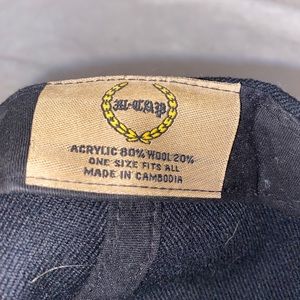 M-CAP
ACRYLIC 80% WOOL 20%
ONE SIZE FITS ALL
MADE IN CAMBODIA